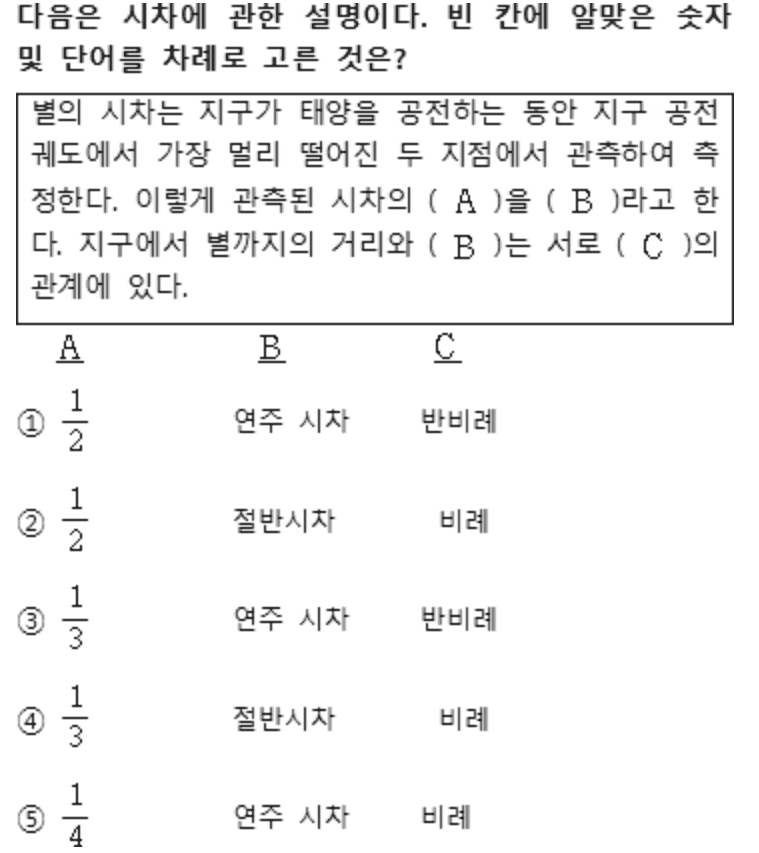 다음은 시차에 관한 설명이다. 빈 칸에 알맞은 숫자
및 단어를 차례로 고른 것은?
별의 시차는 지구가 태양을 공전하는 동안 지구 공전
궤도에서 가장 멀리 떨어진 두 지점에서 관측하여 측
정한다. 이렇게 관측된 시차의 ( A )을 ( B )라고 한
다. 지구에서 별까지의 거리와 ( B )는 서로 ( C )의
관계에 있다.
A B C
① 1/2 연주 시차 반비례
② 1/2 절반시차 비례
③ 1/3 연주 시차 반비례
④ 1/3 절반시차 비례
⑤ 1/4 연주 시차 비례